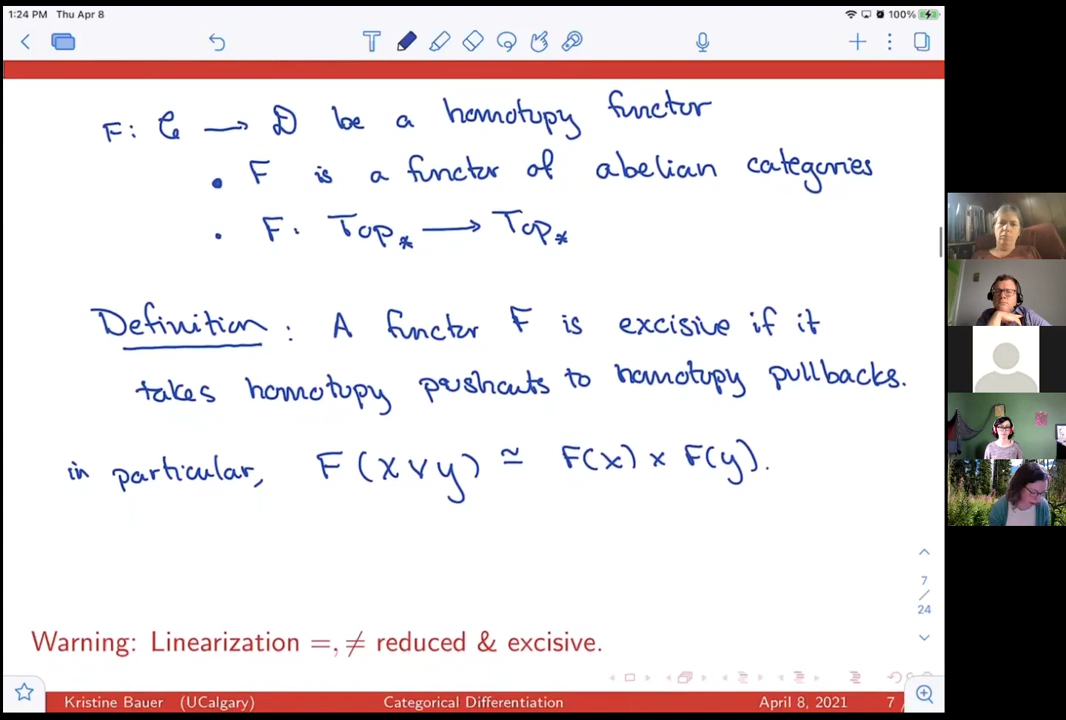 1:24 PM Thu Apr 8
100%
F: C → D be a homotopy functor
• F is a functor of abelian categories
• F: Top* → Top*
Definition: A functor F is excisive if it
takes homotopy pushouts to homotopy pullbacks.
in particular, F(X ∨ y) ≃ F(x) × F(y).
7
/
24
Warning: Linearization =, ≠ reduced & excisive.
Kristine Bauer (UCalgary) Categorical Differentiation April 8, 2021 7 /